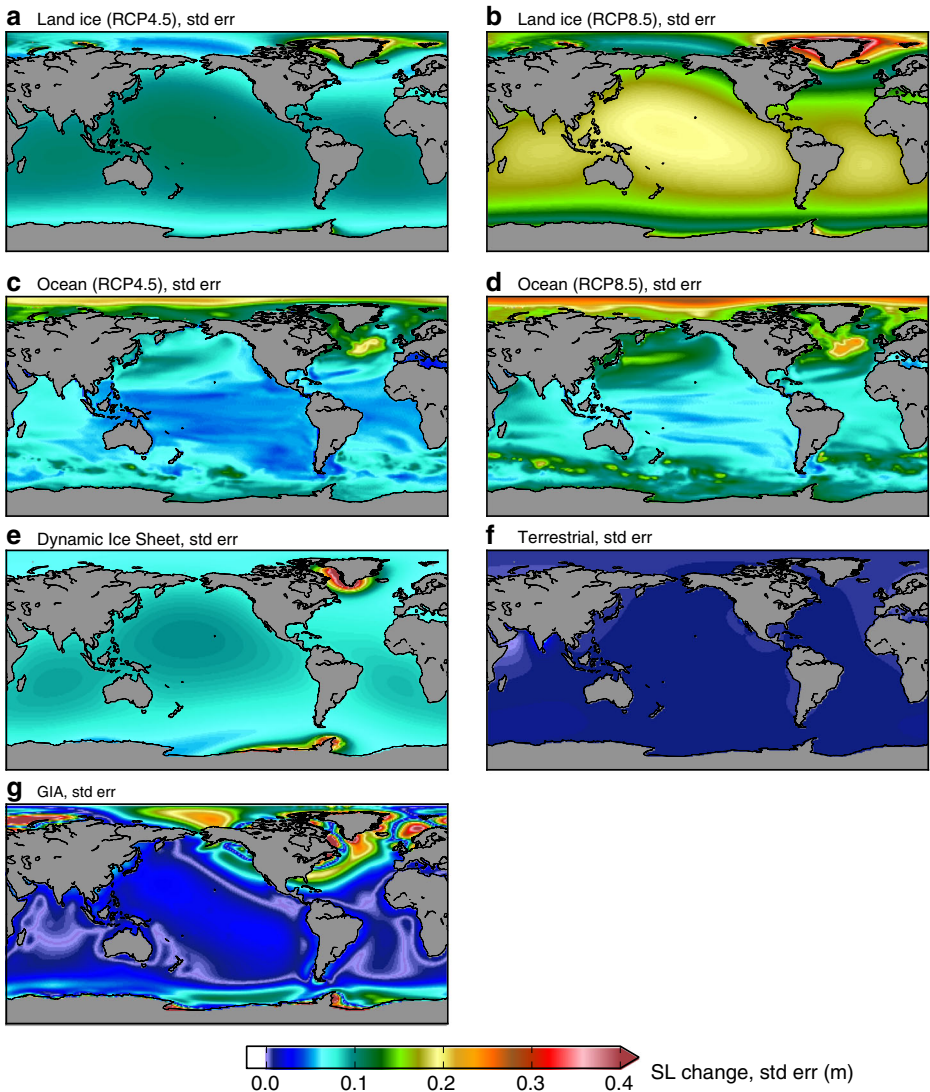 a Land ice (RCP4.5), std err
b Land ice (RCP8.5), std err
c Ocean (RCP4.5), std err
d Ocean (RCP8.5), std err
e Dynamic Ice Sheet, std err
f Terrestrial, std err
g GIA, std err
0.0 0.1 0.2 0.3 0.4
SL change, std err (m)